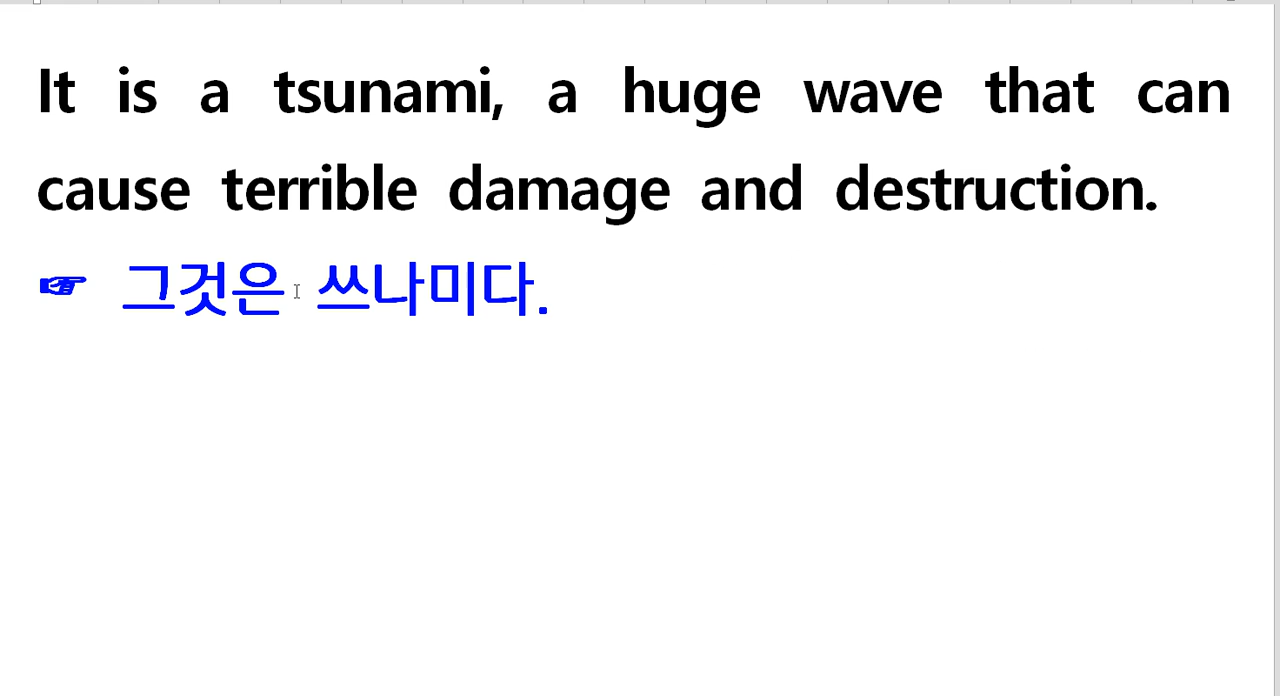 It is a tsunami, a huge wave that can
cause terrible damage and destruction.
☞ 그것은 쓰나미다.